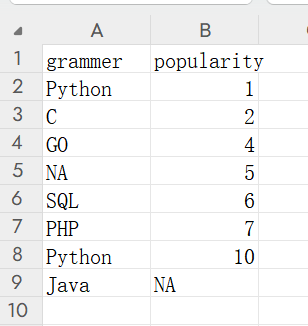 A B
1 grammer popularity
2 Python 1
3 C 2
4 GO 4
5 NA 5
6 SQL 6
7 PHP 7
8 Python 10
9 Java NA
10